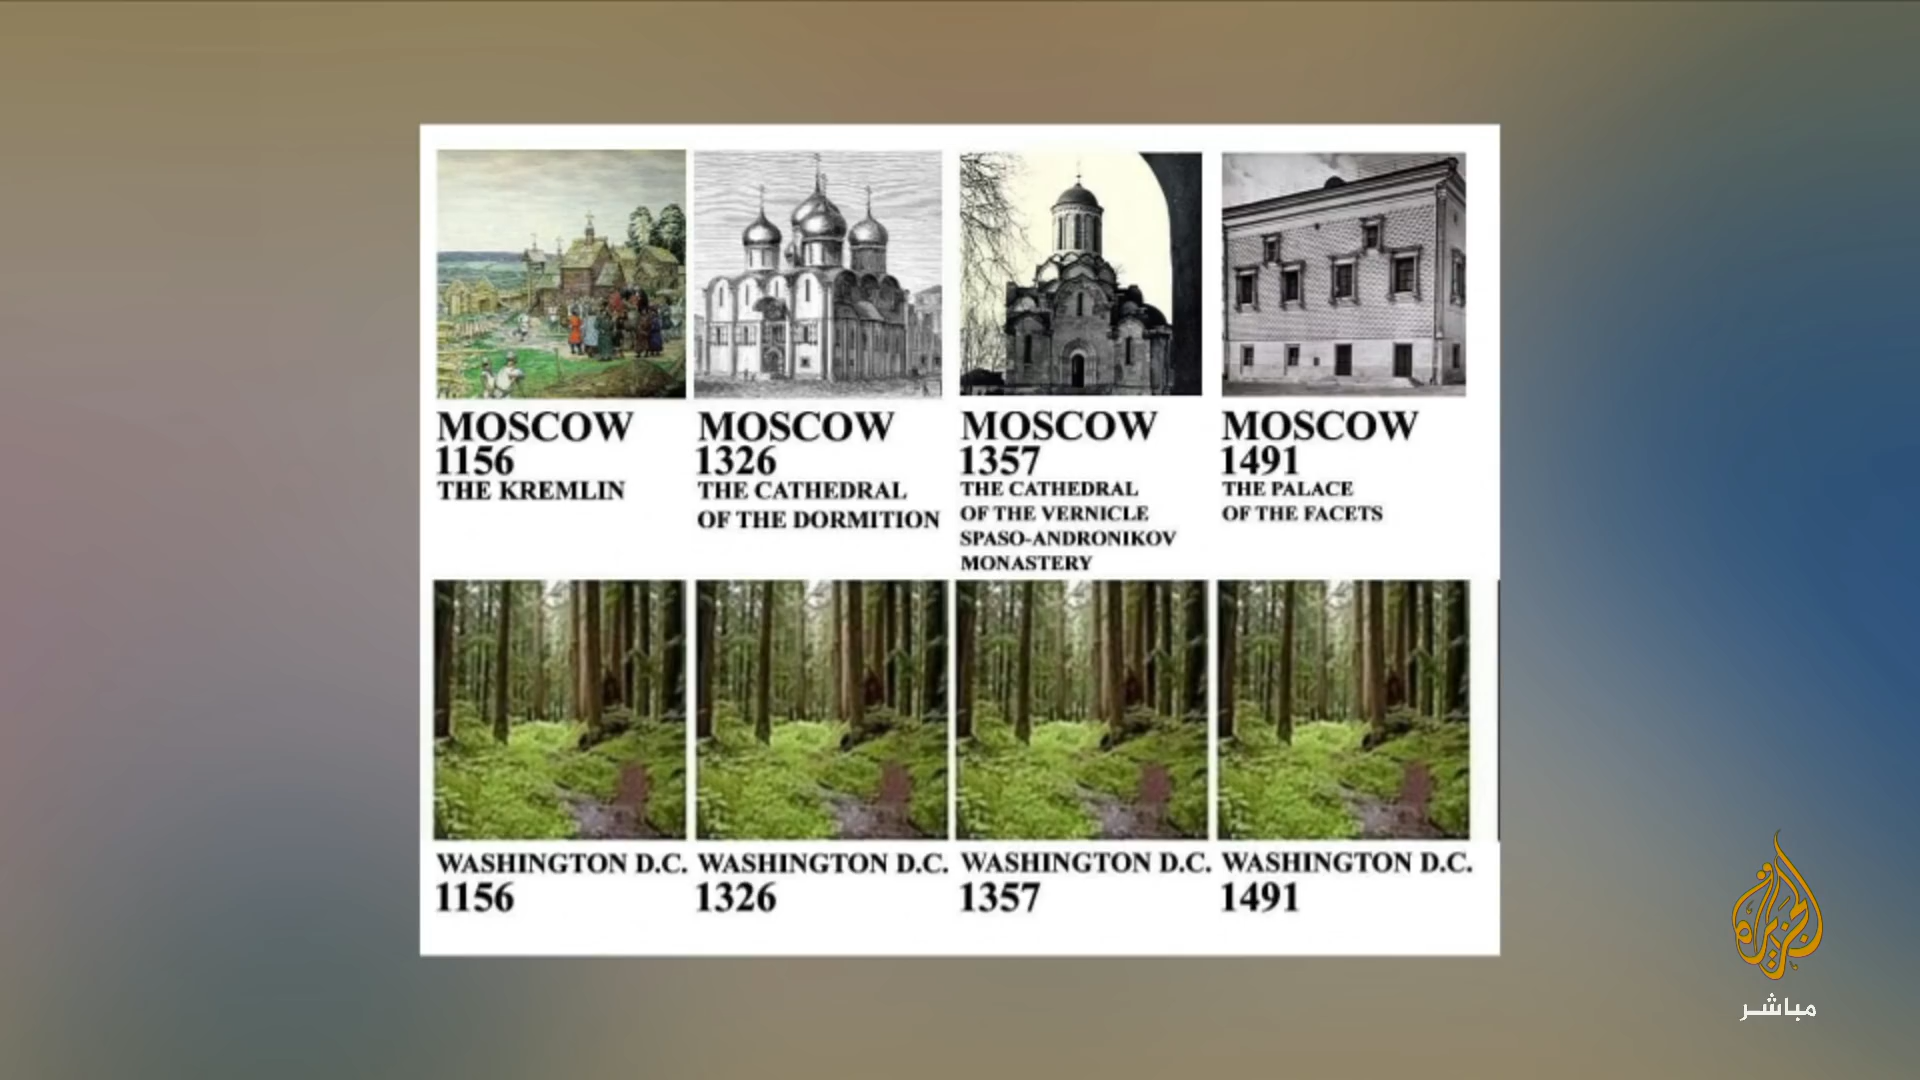 MOSCOW
1156
THE KREMLIN
MOSCOW
1326
THE CATHEDRAL
OF THE DORMITION
MOSCOW
1357
THE CATHEDRAL
OF THE VERNICLE
SPASO-ANDRONIKOV
MONASTERY
MOSCOW
1491
THE PALACE
OF THE FACETS
WASHINGTON D.C.
1156
WASHINGTON D.C.
1326
WASHINGTON D.C.
1357
WASHINGTON D.C.
1491
الجزيرة
مباشر